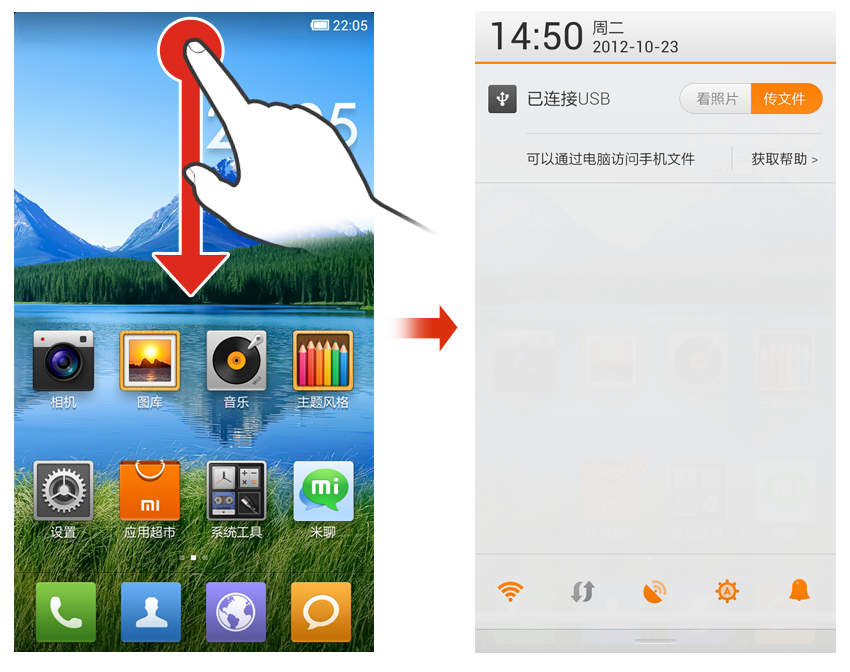 22:05
相机
图库
音乐
主题风格
mi
设置
应用超市
系统工具
mi
米聊
14:50
周二
2012-10-23
已连接USB
看照片
传文件
可以通过电脑访问手机文件
获取帮助 >
A